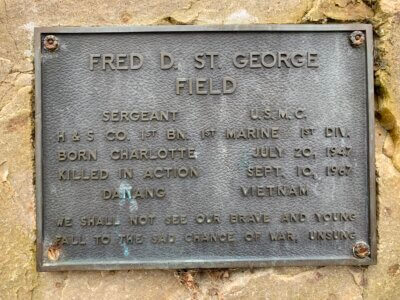 FRED D. ST. GEORGE
FIELD
SERGEANT U.S.M.C.
H & S CO. 1ST BN. 1ST MARINE 1ST DIV.
BORN CHARLOTTE JULY 20, 1947
KILLED IN ACTION SEPT. 10, 1967
DANANG VIETNAM
WE SHALL NOT SEE OUR BRAVE AND YOUNG
FALL TO THE SAD CHANCE OF WAR, UNSUNG